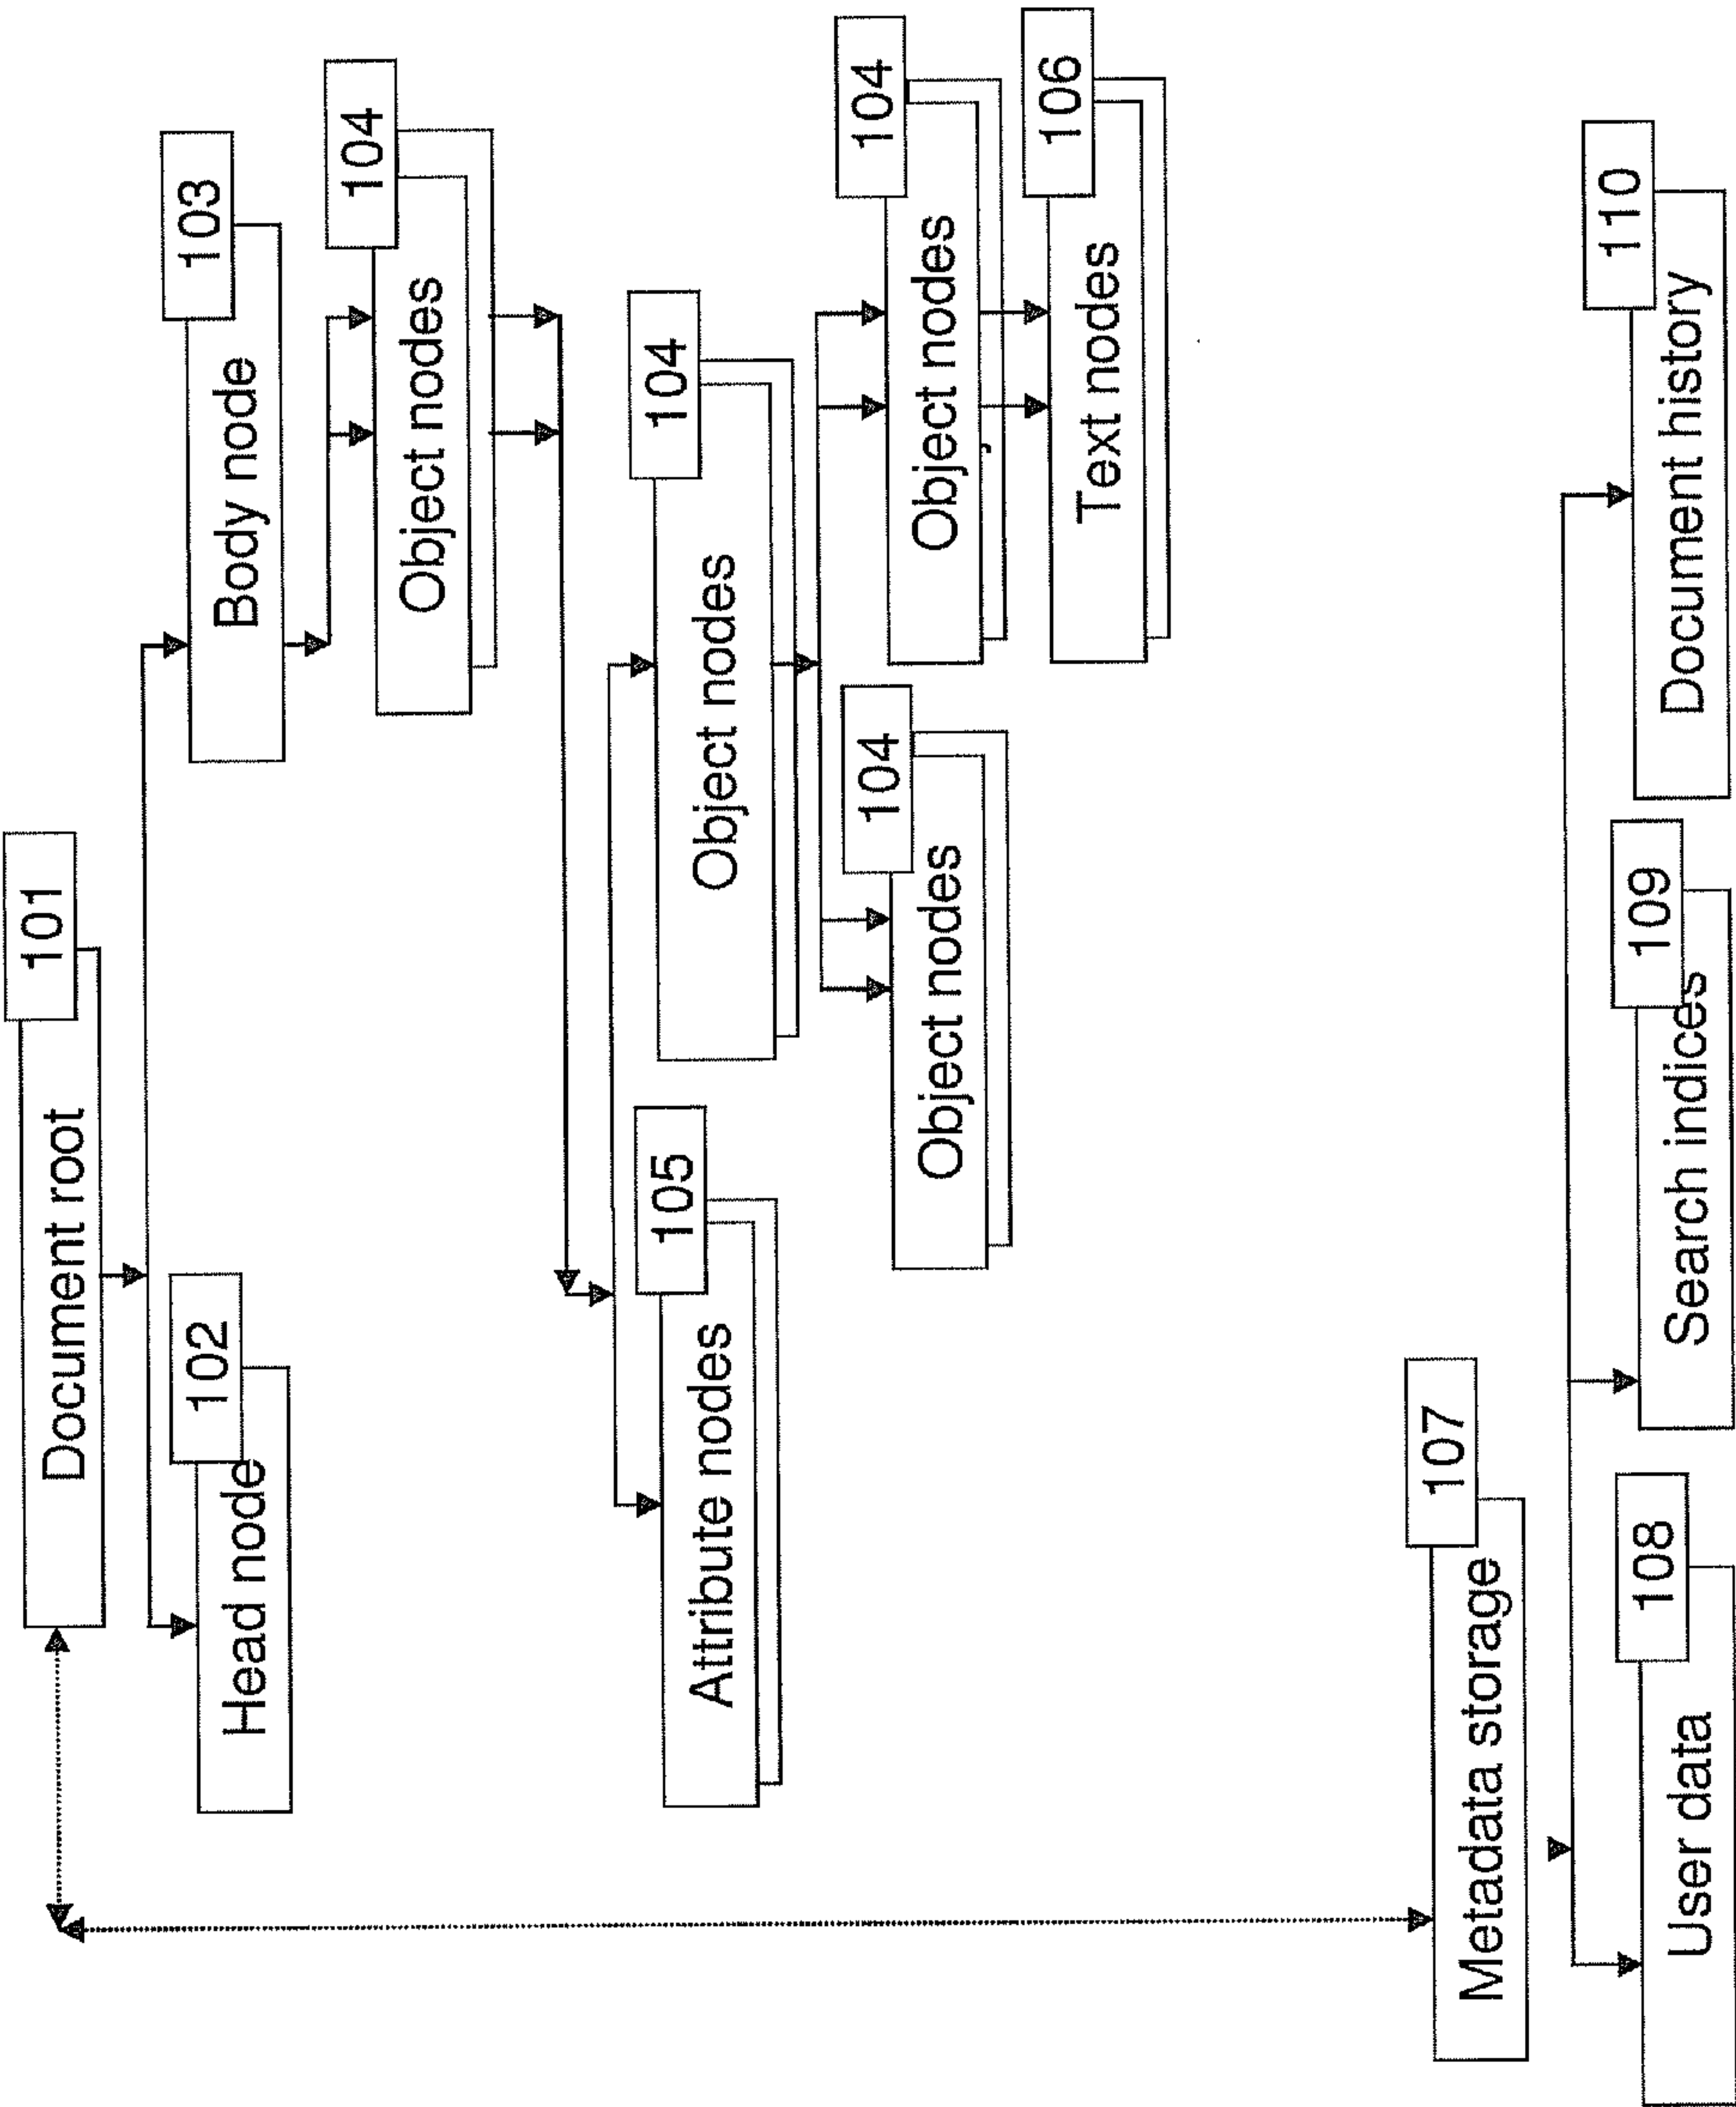 101
Document root
102
Head node
103
Body node
104
Object nodes
105
Attribute nodes
104
Object nodes
104
Object nodes
104
Object nodes
106
Text nodes
107
Metadata storage
108
User data
109
Search indices
110
Document history